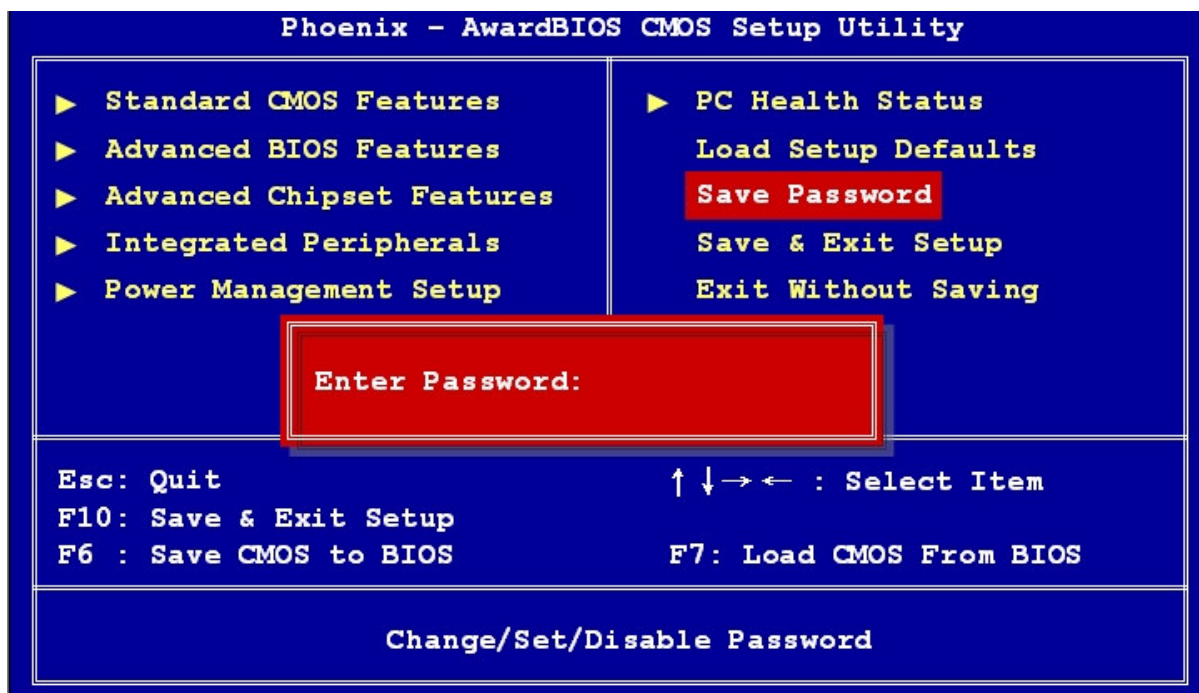 Phoenix - AwardBIOS CMOS Setup Utility
▶ Standard CMOS Features
▶ Advanced BIOS Features
▶ Advanced Chipset Features
▶ Integrated Peripherals
▶ Power Management Setup
▶ PC Health Status
Load Setup Defaults
Save Password
Save & Exit Setup
Exit Without Saving
Enter Password:
Esc: Quit
↑ ↓ → ← : Select Item
F10: Save & Exit Setup
F6 : Save CMOS to BIOS
F7: Load CMOS From BIOS
Change/Set/Disable Password